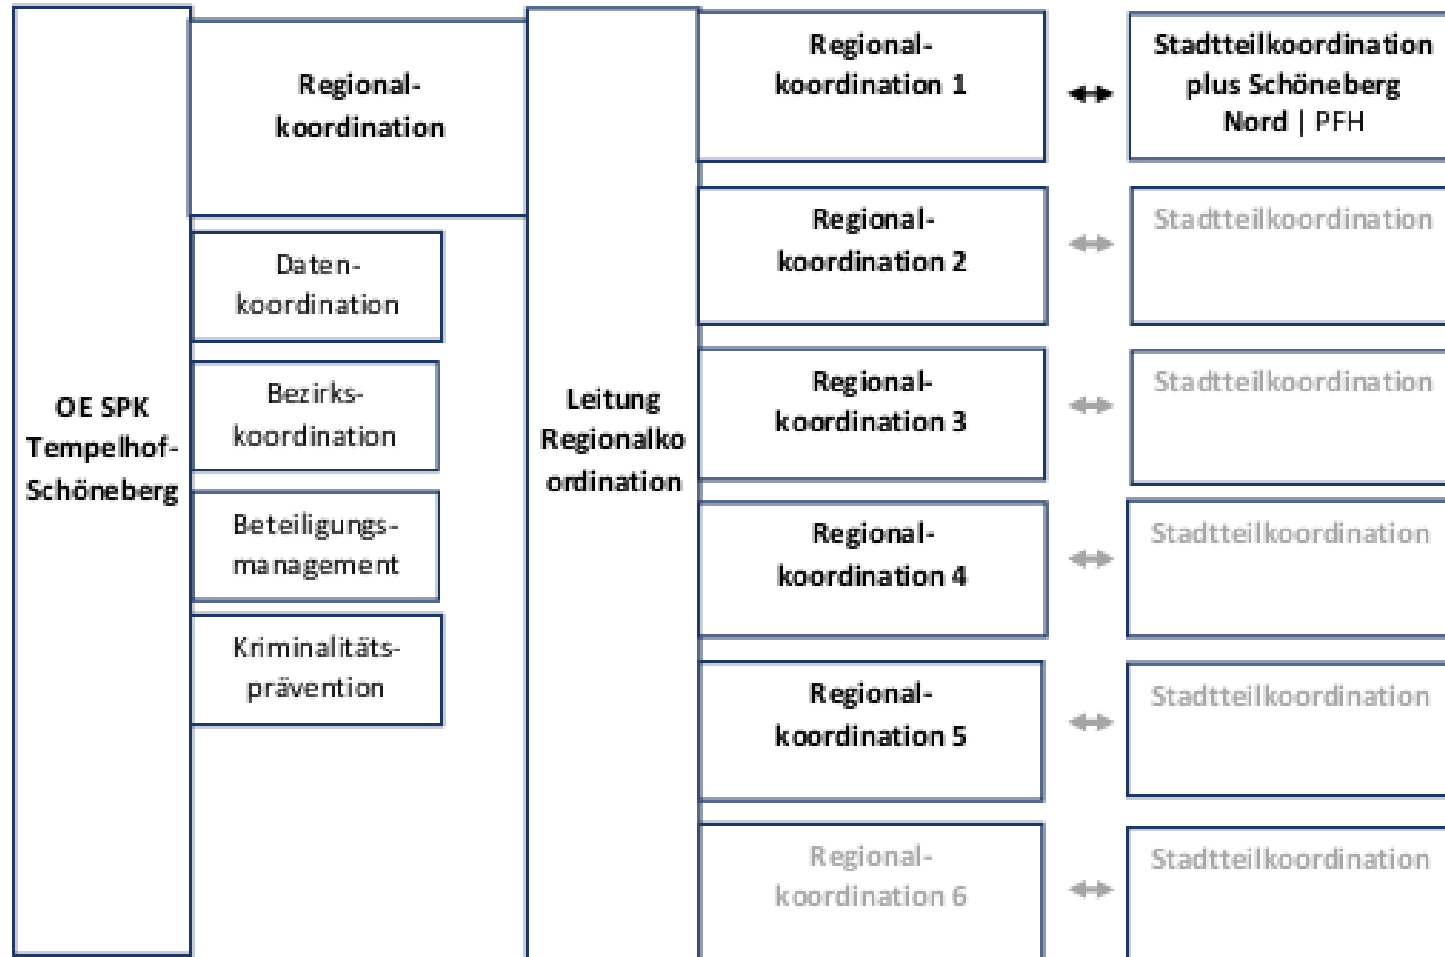 OE SPK
Tempelhof-
Schöneberg
Regional-
koordination
Daten-
koordination
Bezirks-
koordination
Beteiligungs-
management
Kriminalitäts-
prävention
Leitung
Regionalko
ordination
Regional-
koordination 1
Stadtteilkoordination
plus Schöneberg
Nord | PFH
Regional-
koordination 2
Stadtteilkoordination
Regional-
koordination 3
Stadtteilkoordination
Regional-
koordination 4
Stadtteilkoordination
Regional-
koordination 5
Stadtteilkoordination
Regional-
koordination 6
Stadtteilkoordination